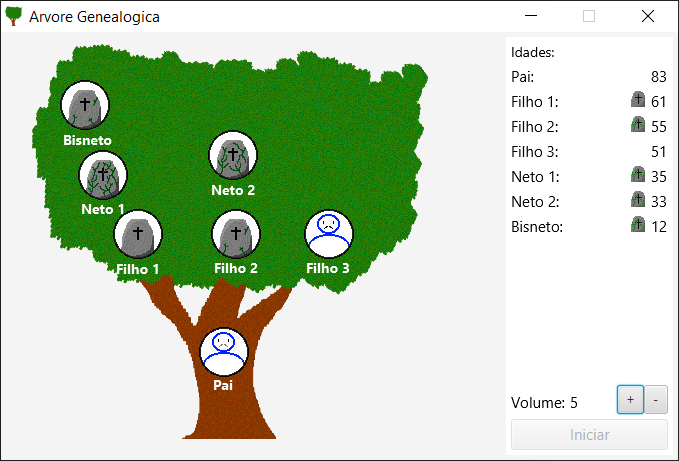 Arvore Genealogica
Bisneto
Neto 1
Neto 2
Filho 1
Filho 2
Filho 3
Pai
Idades:
Pai: 83
Filho 1: 61
Filho 2: 55
Filho 3: 51
Neto 1: 35
Neto 2: 33
Bisneto: 12
Volume: 5 + -
Iniciar